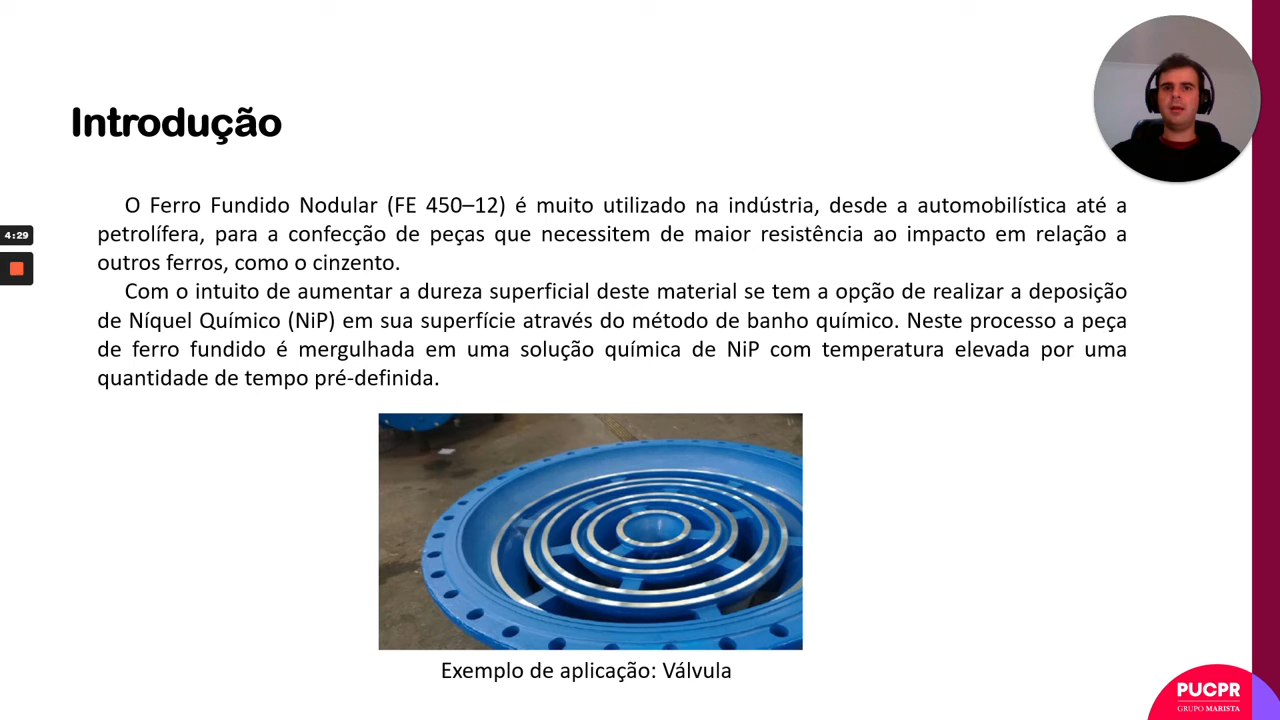 Introdução
O Ferro Fundido Nodular (FE 450–12) é muito utilizado na indústria, desde a automobilística até a
petrolífera, para a confecção de peças que necessitem de maior resistência ao impacto em relação a
outros ferros, como o cinzento.
Com o intuito de aumentar a dureza superficial deste material se tem a opção de realizar a deposição
de Níquel Químico (NiP) em sua superfície através do método de banho químico. Neste processo a peça
de ferro fundido é mergulhada em uma solução química de NiP com temperatura elevada por uma
quantidade de tempo pré-definida.
Exemplo de aplicação: Válvula
4:29
PUCPR
GRUPO MARISTA